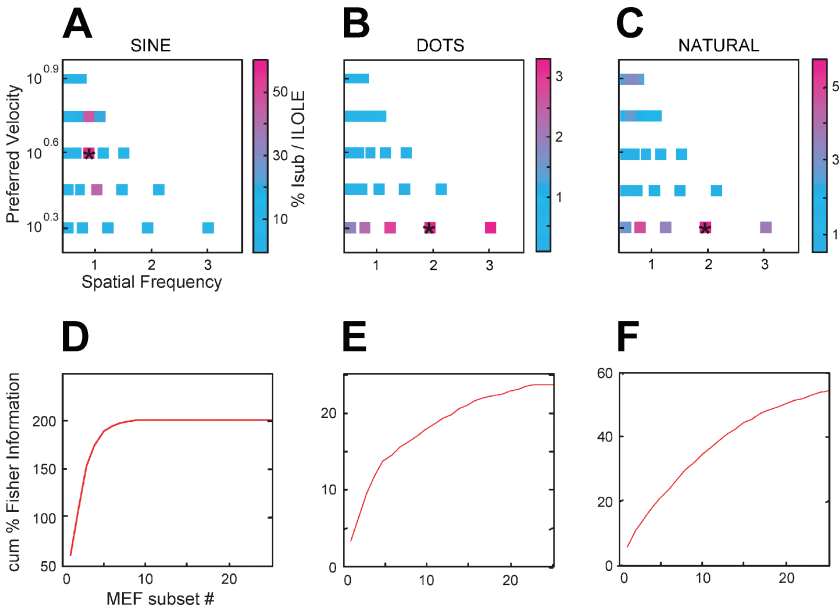 A B C
SINE DOTS NATURAL
Preferred Velocity
10 0.9
10 0.6
10 0.3
1 2 3
Spatial Frequency
50
30
10
% Isub / ILOLE
1 2 3
3
2
1
1 2 3
5
3
1
D E F
cum % Fisher Information
200
150
100
50
0 10 20
MEF subset #
20
10
0
0 10 20
60
40
20
0
0 10 20